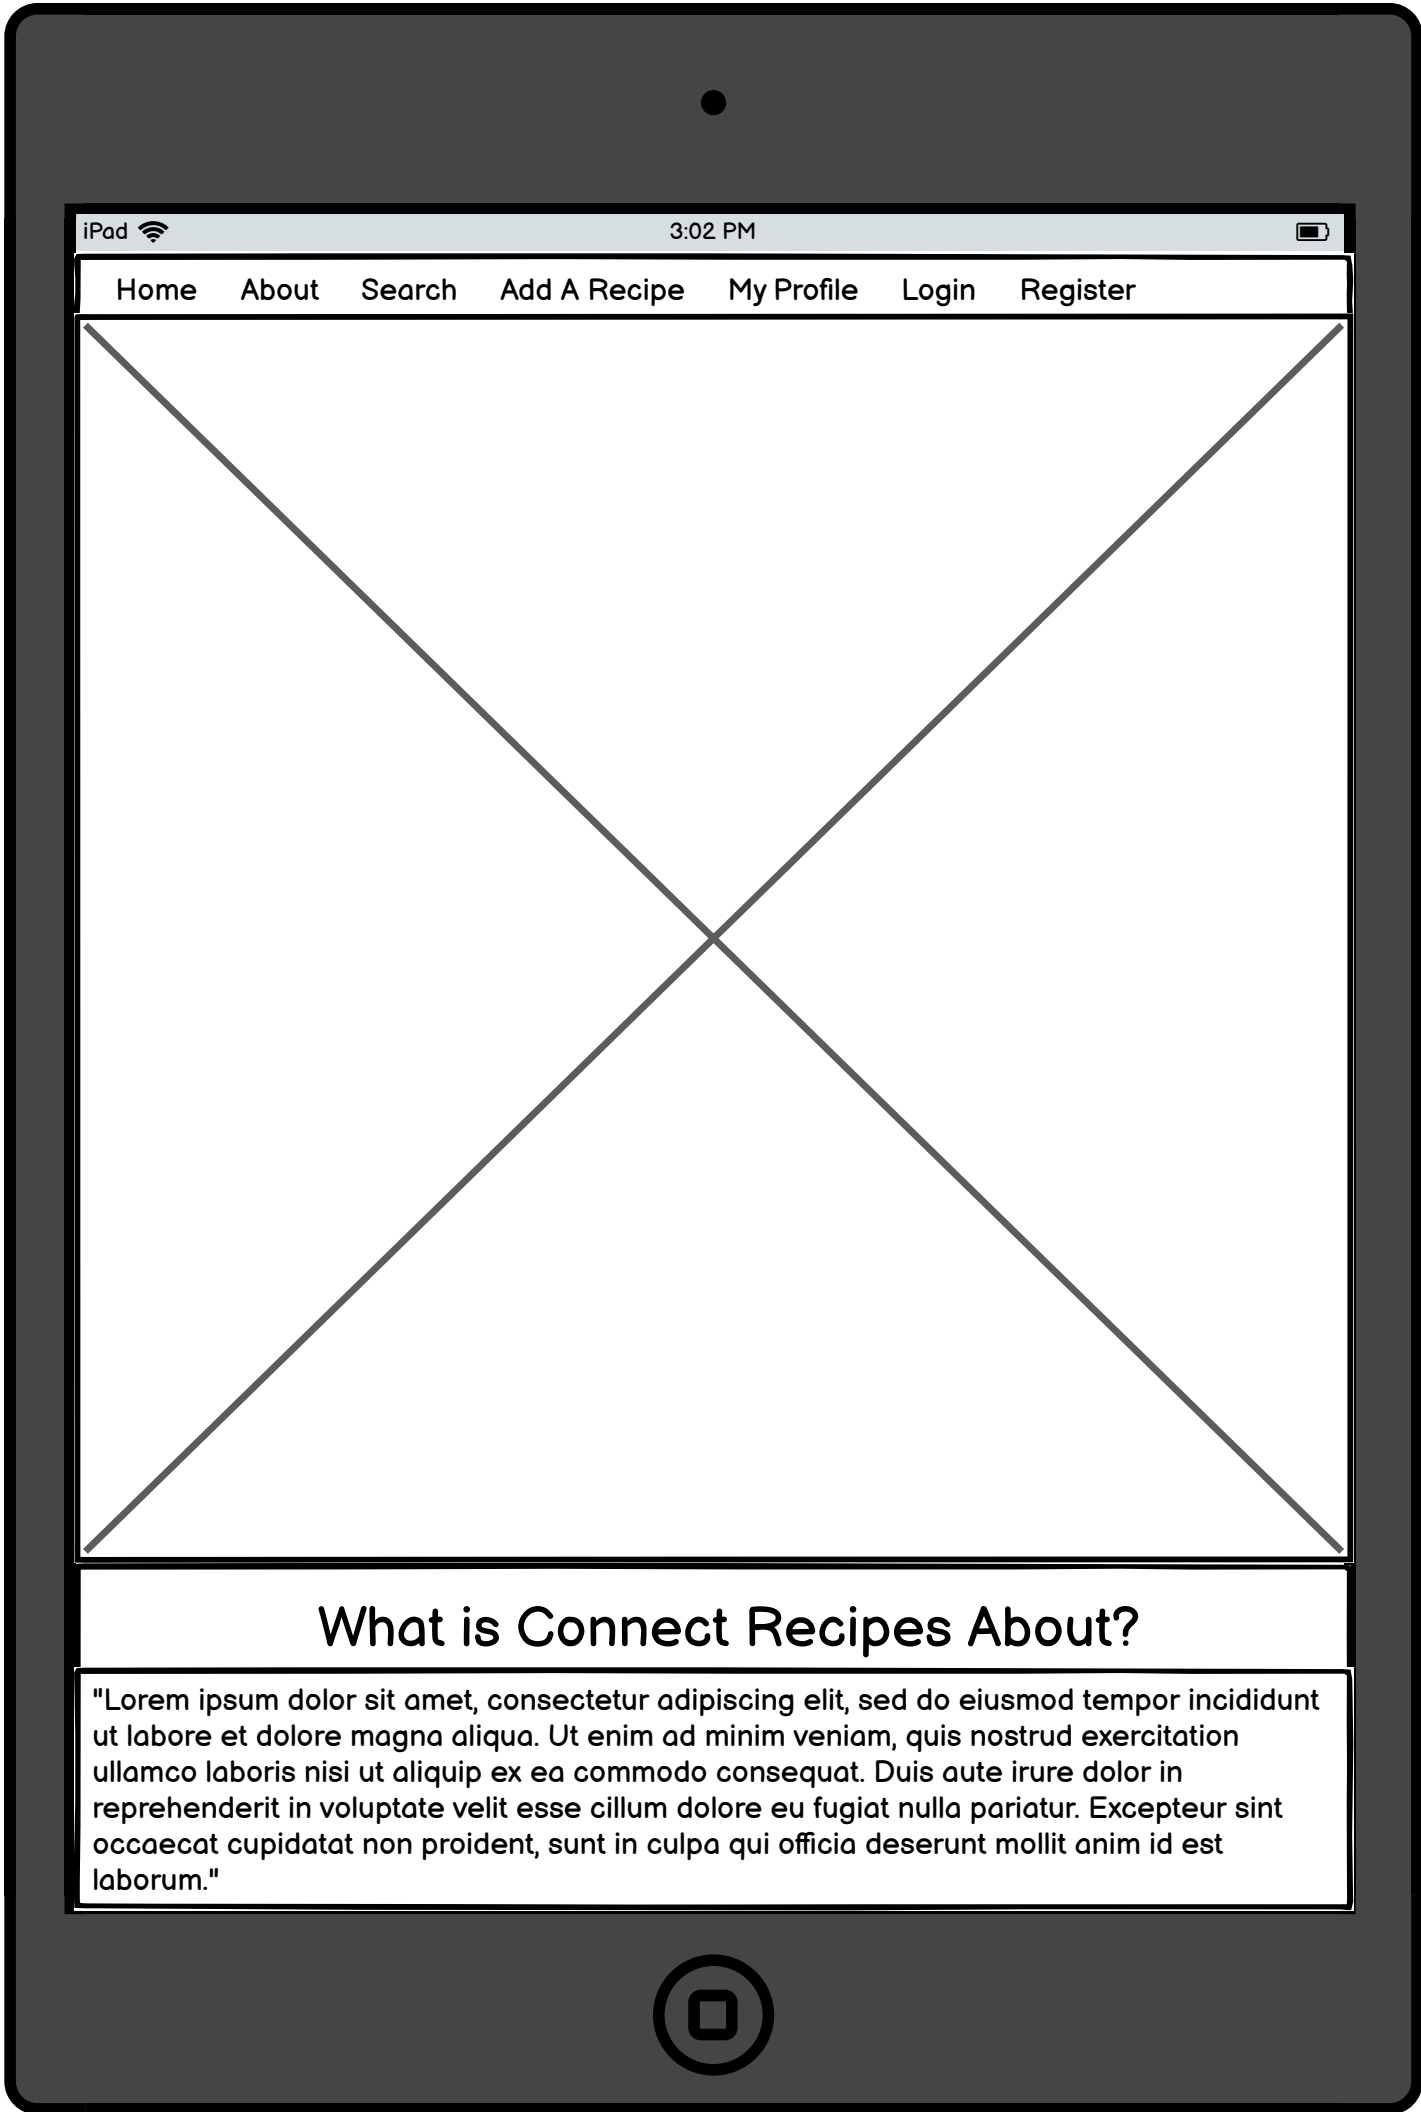 iPad 3:02 PM
Home About Search Add A Recipe My Profile Login Register
What is Connect Recipes About?
"Lorem ipsum dolor sit amet, consectetur adipiscing elit, sed do eiusmod tempor incididunt
ut labore et dolore magna aliqua. Ut enim ad minim veniam, quis nostrud exercitation
ullamco laboris nisi ut aliquip ex ea commodo consequat. Duis aute irure dolor in
reprehenderit in voluptate velit esse cillum dolore eu fugiat nulla pariatur. Excepteur sint
occaecat cupidatat non proident, sunt in culpa qui officia deserunt mollit anim id est
laborum."